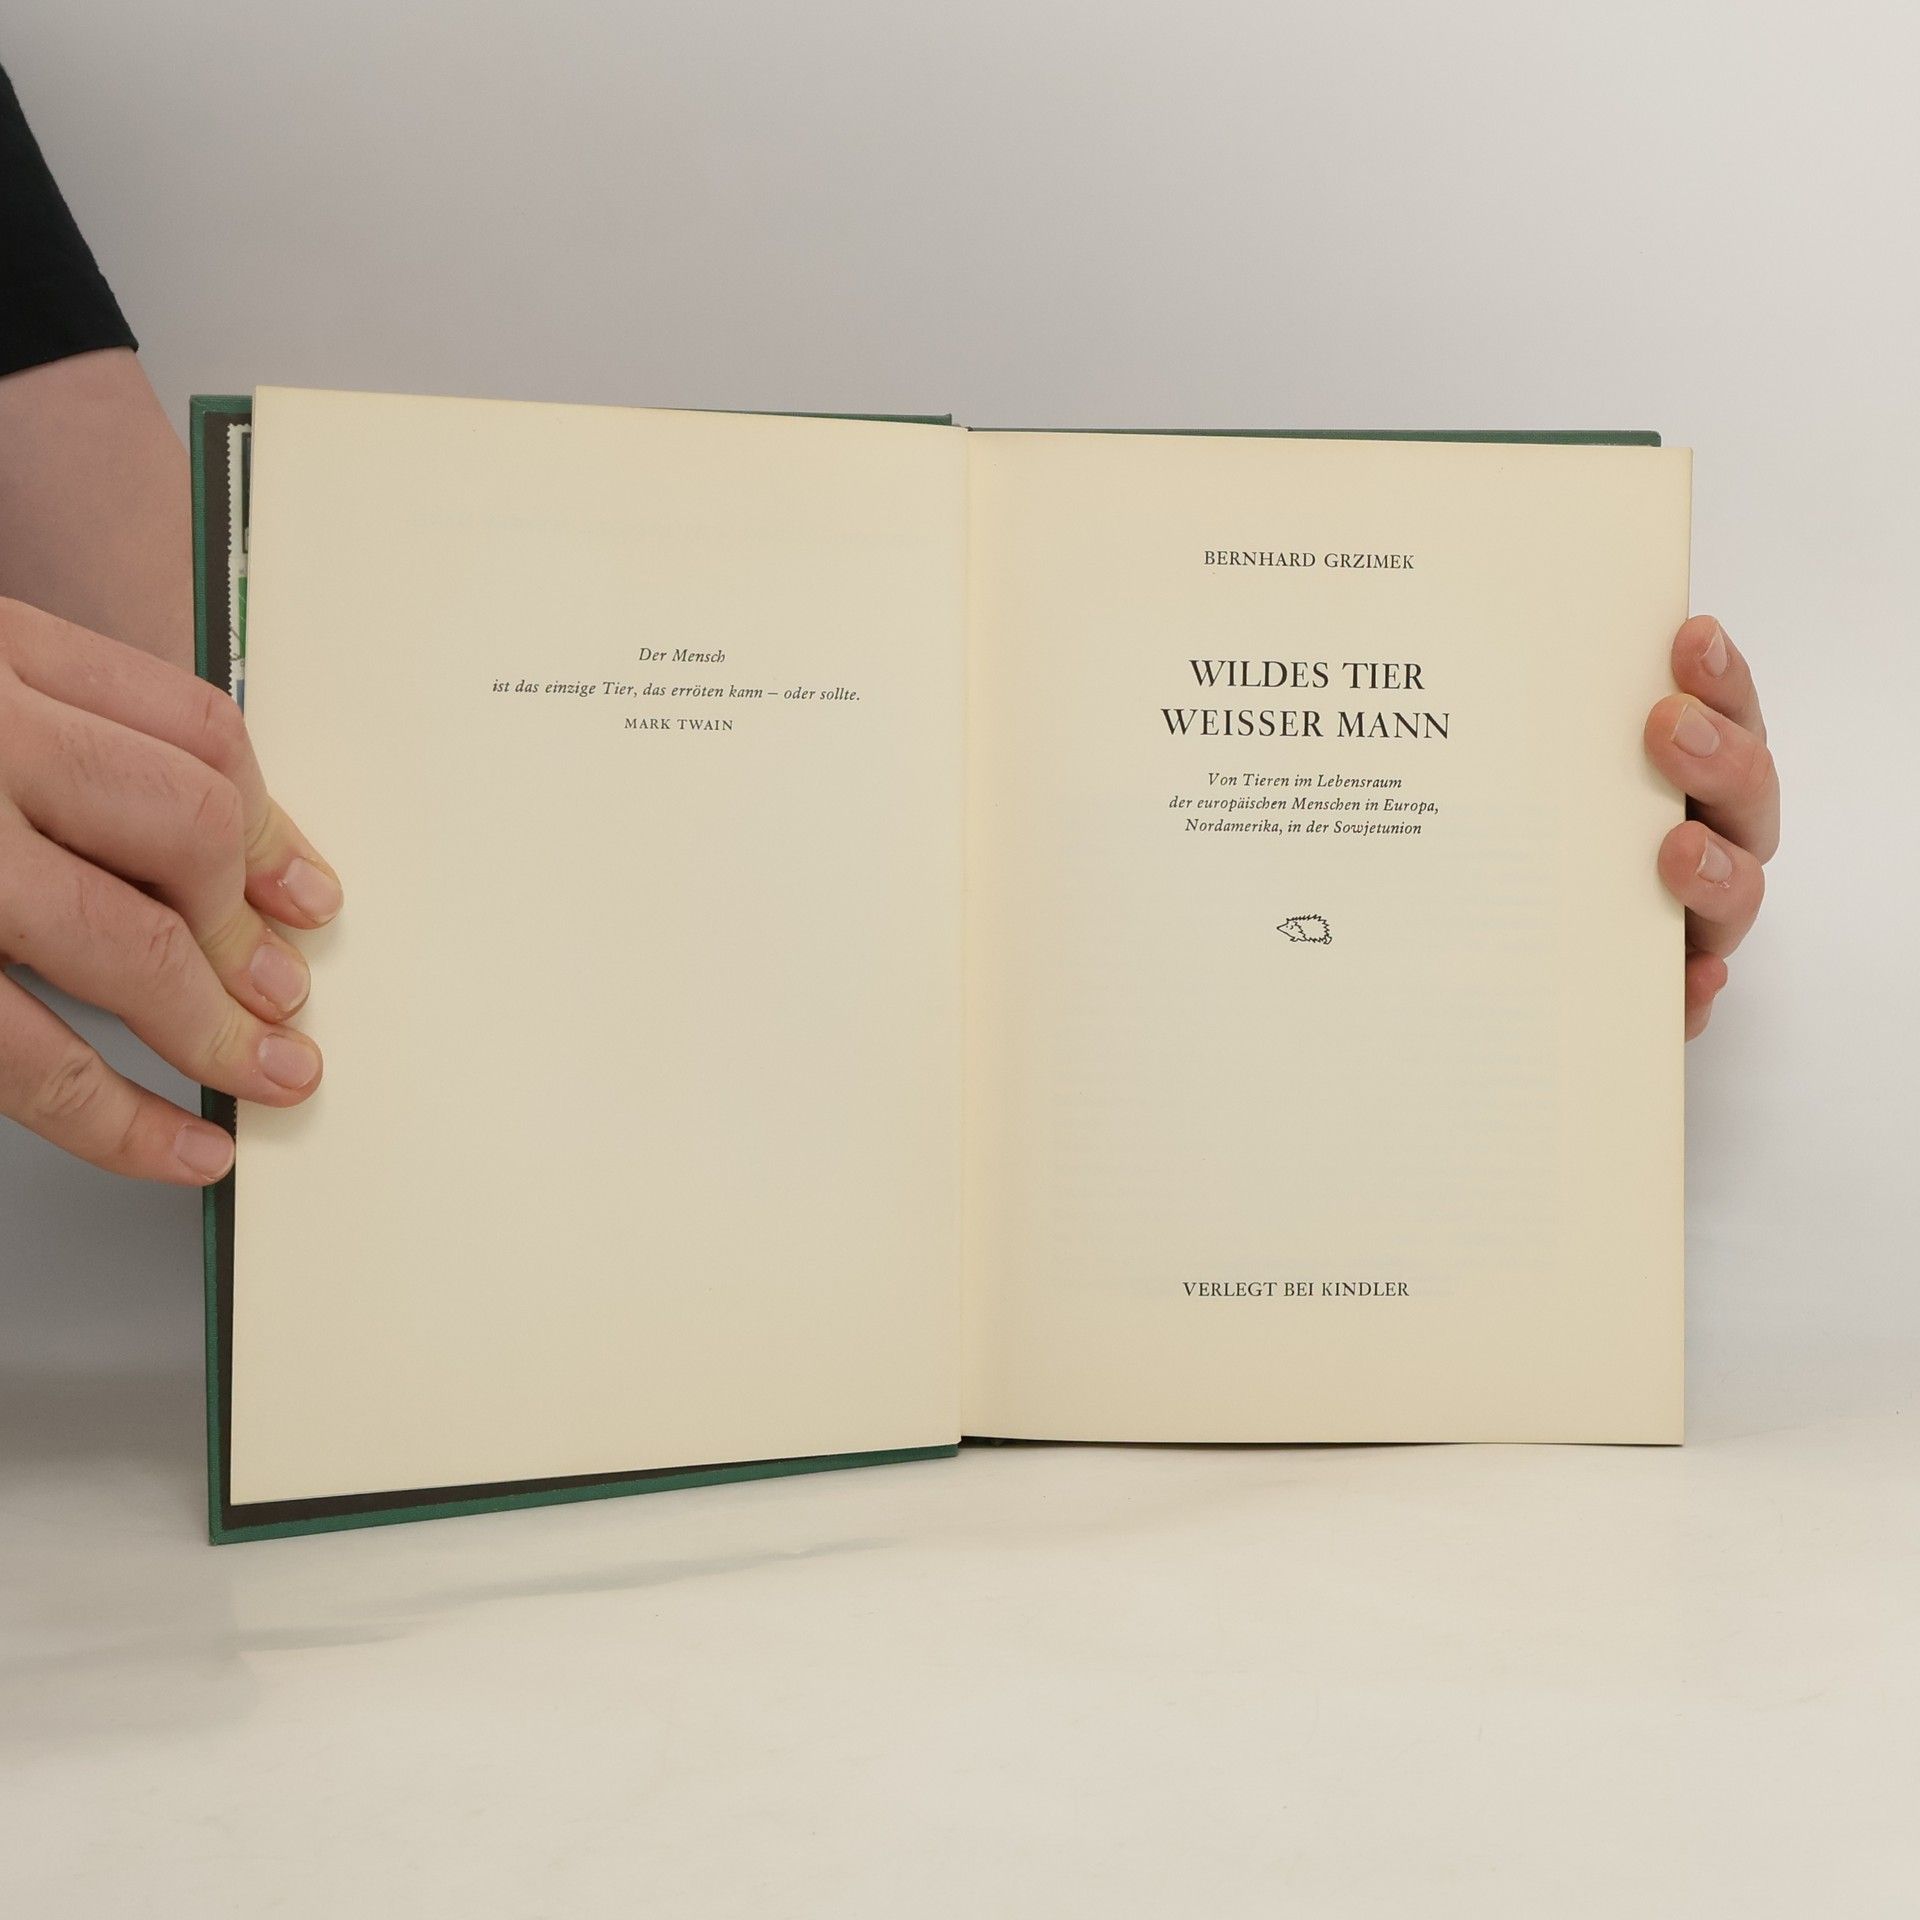 Der Mensch
ist das einzige Tier, das erröten kann – oder sollte.
MARK TWAIN
BERNHARD GRZIMEK
WILDES TIER
WEISSER MANN
Von Tieren im Lebensraum
der europäischen Menschen in Europa,
Nordamerika, in der Sowjetunion
VERLEGT BEI KINDLER